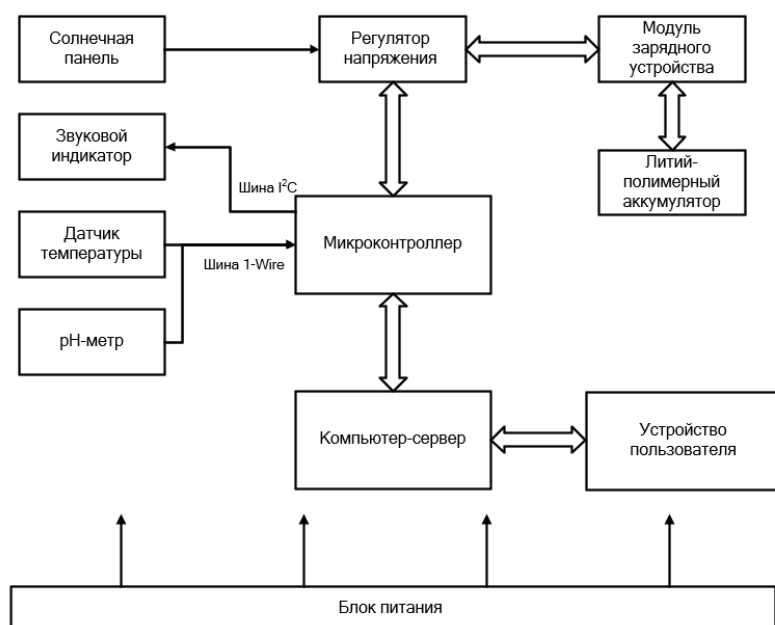 Солнечная
панель
Регулятор
напряжения
Модуль
зарядного
устройства
Звуковой
индикатор
Шина I²C
Литий-
полимерный
аккумулятор
Датчик
температуры
Шина 1-Wire
Микроконтроллер
pH-метр
Компьютер-сервер
Устройство
пользователя
Блок питания